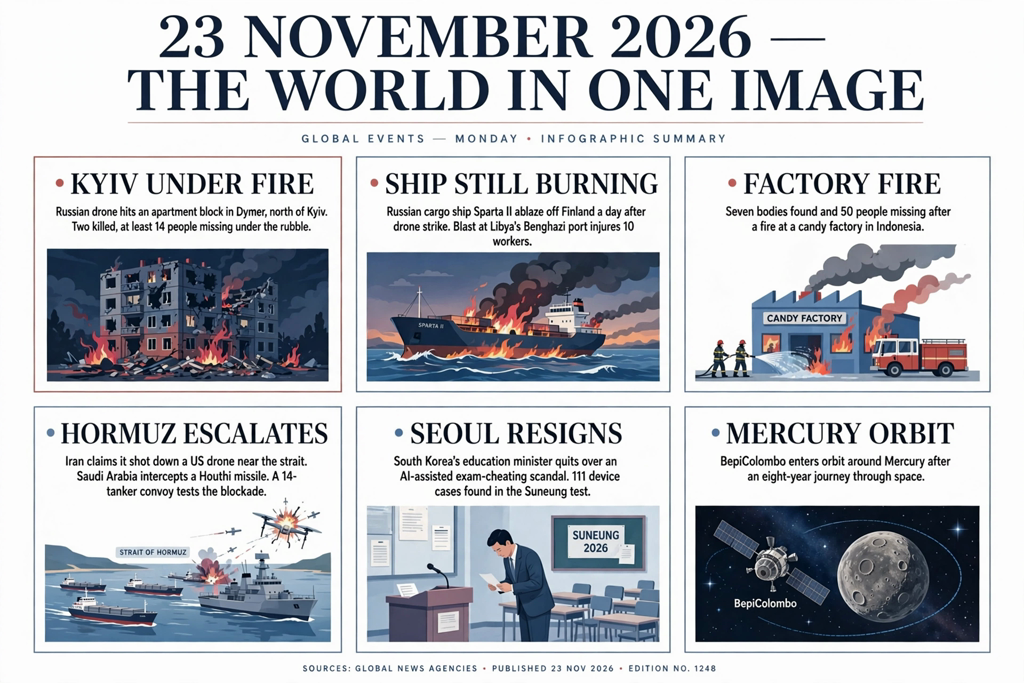 23 NOVEMBER 2026 —
THE WORLD IN ONE IMAGE
GLOBAL EVENTS — MONDAY • INFOGRAPHIC SUMMARY
• KYIV UNDER FIRE
Russian drone hits an apartment block in Dymer, north of Kyiv.
Two killed, at least 14 people missing under the rubble.
• SHIP STILL BURNING
Russian cargo ship Sparta II ablaze off Finland a day after
drone strike. Blast at Libya's Benghazi port injures 10
workers.
SPARTA II
• FACTORY FIRE
Seven bodies found and 50 people missing after
a fire at a candy factory in Indonesia.
CANDY FACTORY
• HORMUZ ESCALATES
Iran claims it shot down a US drone near the strait.
Saudi Arabia intercepts a Houthi missile. A 14-
tanker convoy tests the blockade.
STRAIT OF HORMUZ
• SEOUL RESIGNS
South Korea's education minister quits over an
AI-assisted exam-cheating scandal. 111 device
cases found in the Suneung test.
SUNEUNG
2026
• MERCURY ORBIT
BepiColombo enters orbit around Mercury after
an eight-year journey through space.
BepiColombo
SOURCES: GLOBAL NEWS AGENCIES • PUBLISHED 23 NOV 2026 • EDITION NO. 1248